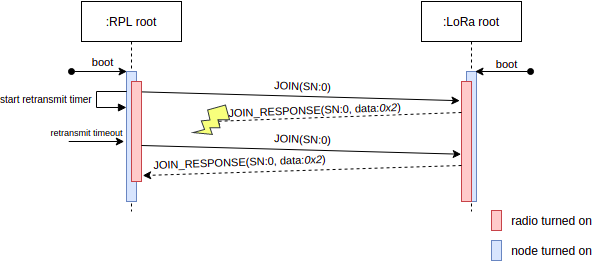 :RPL root
:LoRa root
boot
boot
start retransmit timer
JOIN(SN:0)
JOIN_RESPONSE(SN:0, data:0x2)
retransmit timeout
JOIN(SN:0)
JOIN_RESPONSE(SN:0, data:0x2)
radio turned on
node turned on